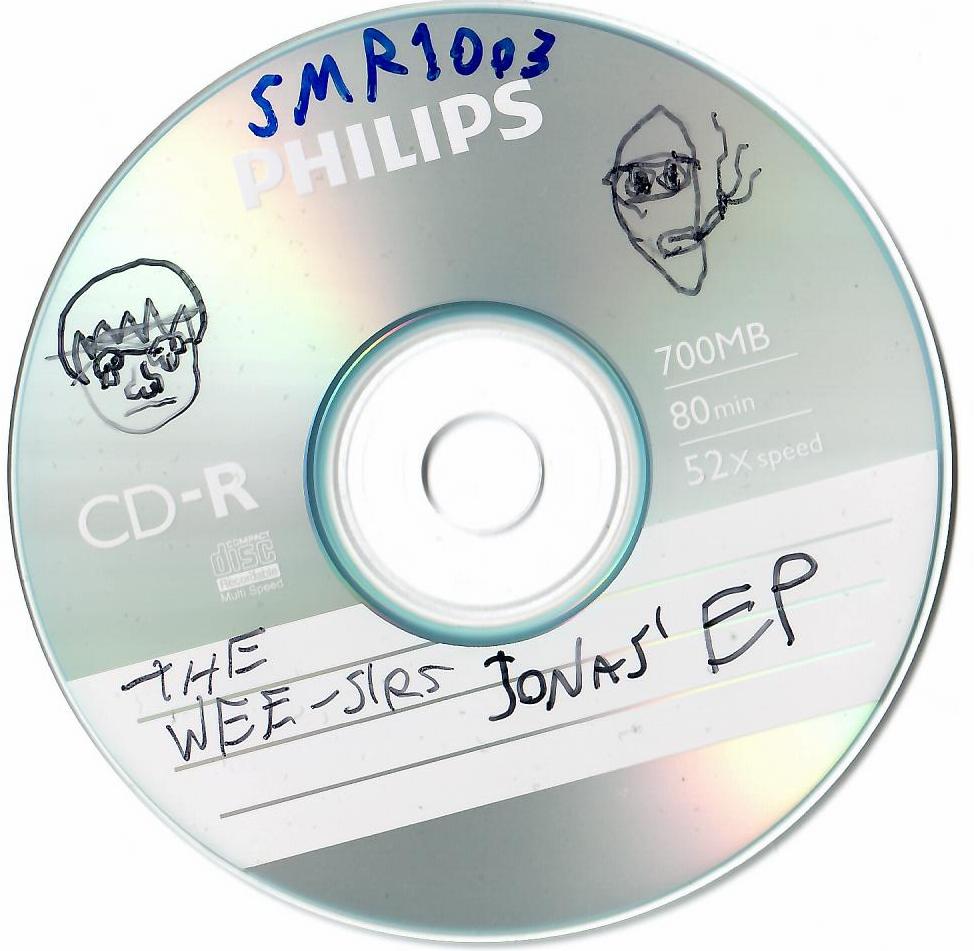 SMR1003
PHILIPS
700MB
80min
52x speed
CD-R
COMPACT
disc
Recordable
Multi Speed
THE
WEE-SIRS JONAS' EP